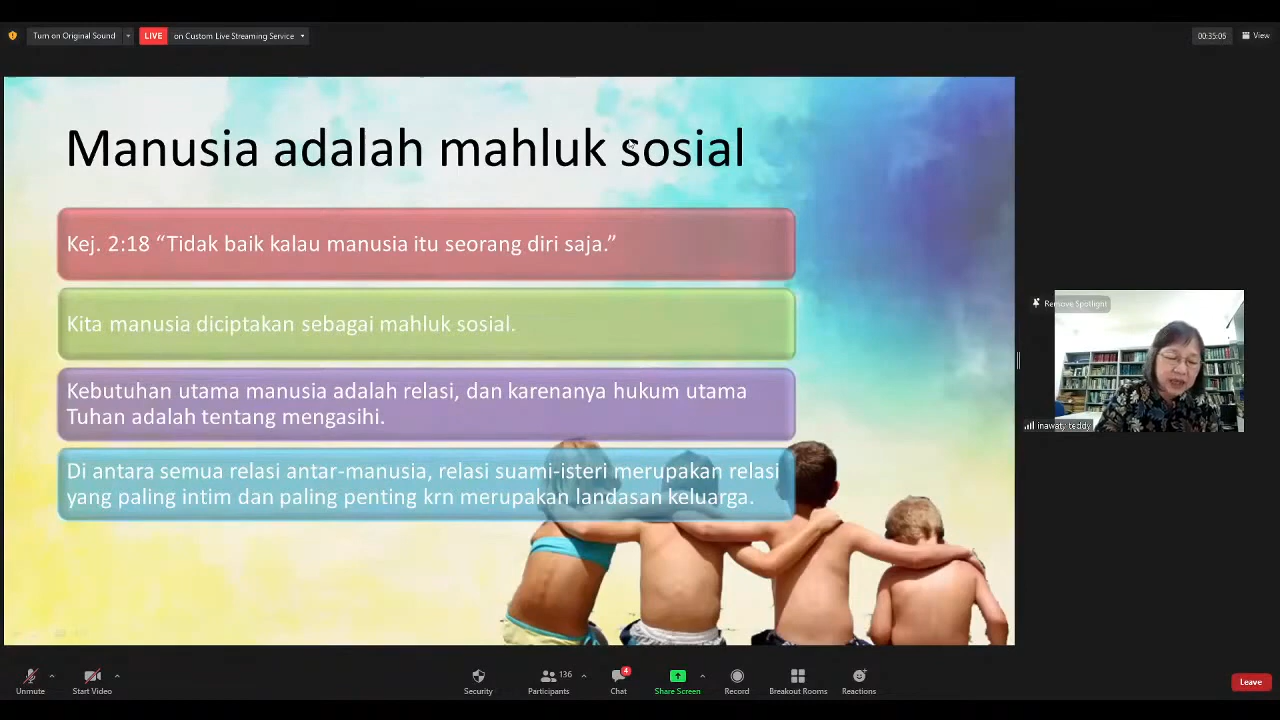 Turn on Original Sound
LIVE
on Custom Live Streaming Service
00:35:05
View
Manusia adalah mahluk sosial
Kej. 2:18 “Tidak baik kalau manusia itu seorang diri saja.”
Kita manusia diciptakan sebagai mahluk sosial.
Kebutuhan utama manusia adalah relasi, dan karenanya hukum utama
Tuhan adalah tentang mengasihi.
Di antara semua relasi antar-manusia, relasi suami-isteri merupakan relasi
yang paling intim dan paling penting krn merupakan landasan keluarga.
Remove Spotlight
inawaty teddy
Unmute
Start Video
Security
136
Participants
4
Chat
Share Screen
Record
Breakout Rooms
Reactions
Leave